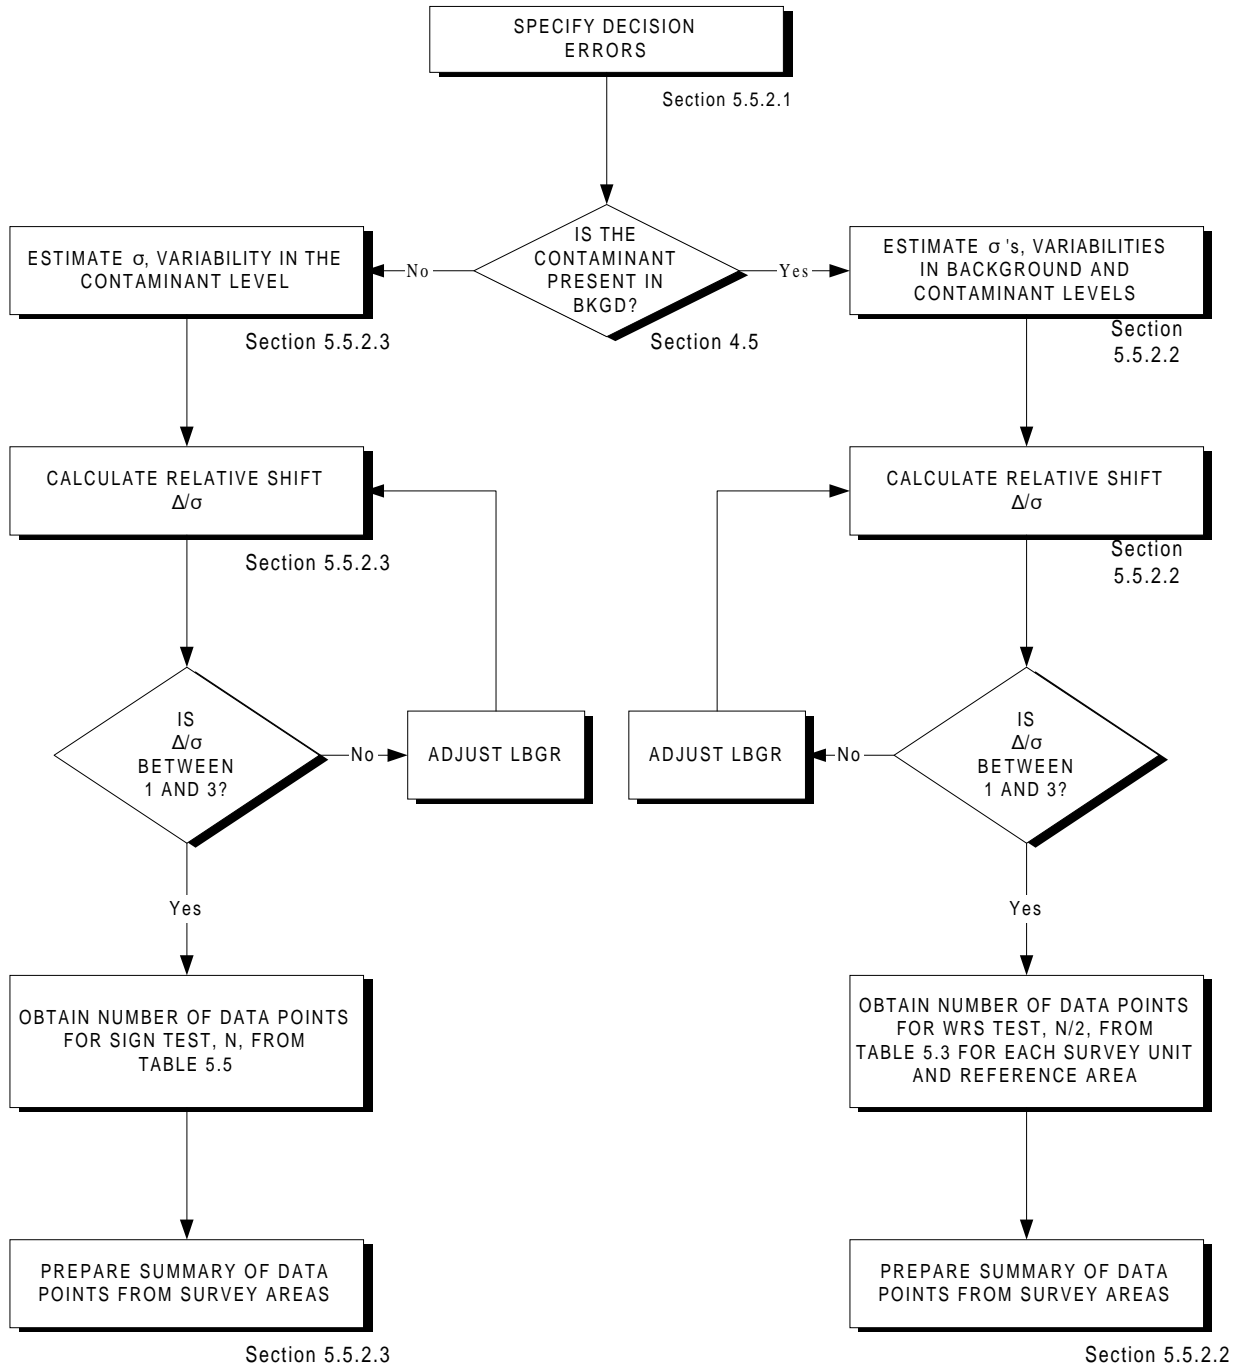 SPECIFY DECISION
ERRORS
Section 5.5.2.1
IS THE
CONTAMINANT
PRESENT IN
BKGD?
Section 4.5
No
Yes
ESTIMATE σ, VARIABILITY IN THE
CONTAMINANT LEVEL
Section 5.5.2.3
ESTIMATE σ 's, VARIABILITIES
IN BACKGROUND AND
CONTAMINANT LEVELS
Section
5.5.2.2
CALCULATE RELATIVE SHIFT
Δ/σ
Section 5.5.2.3
CALCULATE RELATIVE SHIFT
Δ/σ
Section
5.5.2.2
IS
Δ/σ
BETWEEN
1 AND 3?
No
ADJUST LBGR
ADJUST LBGR
No
IS
Δ/σ
BETWEEN
1 AND 3?
Yes
Yes
OBTAIN NUMBER OF DATA POINTS
FOR SIGN TEST, N, FROM
TABLE 5.5
OBTAIN NUMBER OF DATA POINTS
FOR WRS TEST, N/2, FROM
TABLE 5.3 FOR EACH SURVEY UNIT
AND REFERENCE AREA
PREPARE SUMMARY OF DATA
POINTS FROM SURVEY AREAS
Section 5.5.2.3
PREPARE SUMMARY OF DATA
POINTS FROM SURVEY AREAS
Section 5.5.2.2